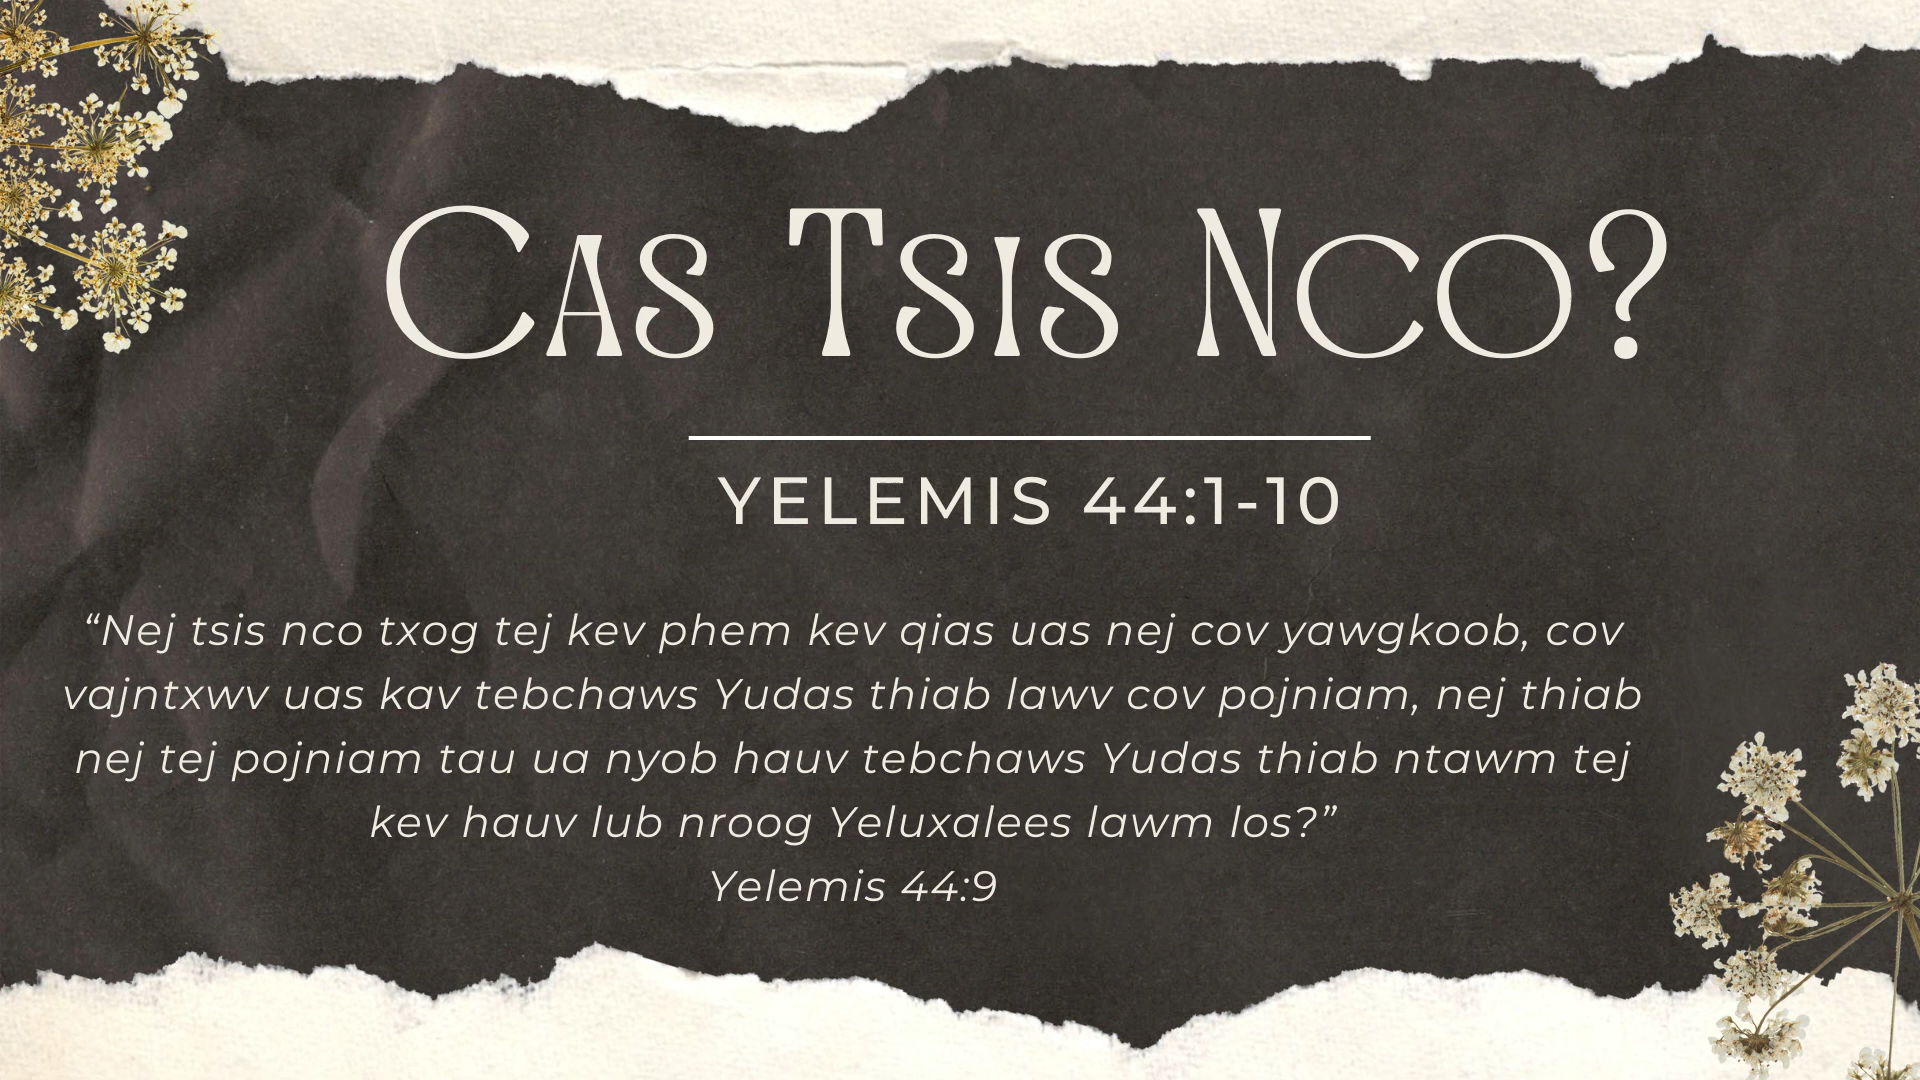 Cas Tsis Nco?
YELEMIS 44:1-10
“Nej tsis nco txog tej kev phem kev qias uas nej cov yawgkoob, cov
vajntxwv uas kav tebchaws Yudas thiab lawv cov pojniam, nej thiab
nej tej pojniam tau ua nyob hauv tebchaws Yudas thiab ntawm tej
kev hauv lub nroog Yeluxalees lawm los?”
Yelemis 44:9